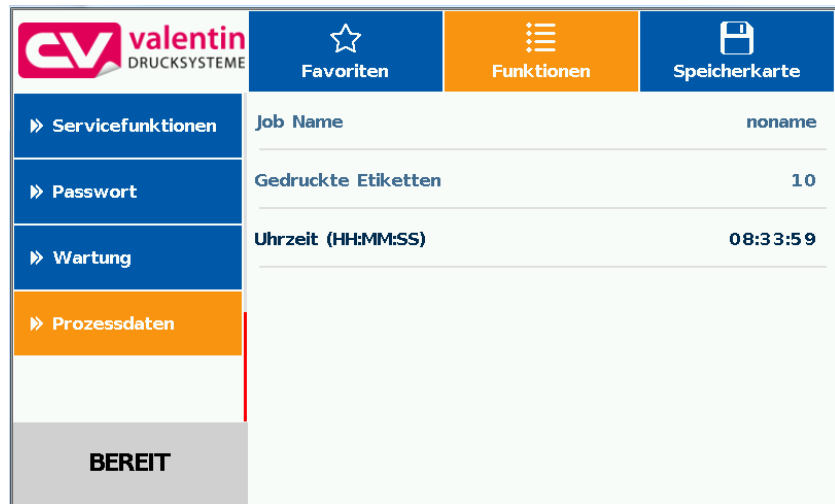 valentin
DRUCKSYSTEME
Favoriten
Funktionen
Speicherkarte
Servicefunktionen
Passwort
Wartung
Prozessdaten
BEREIT
Job Name noname
Gedruckte Etiketten 10
Uhrzeit (HH:MM:SS) 08:33:59